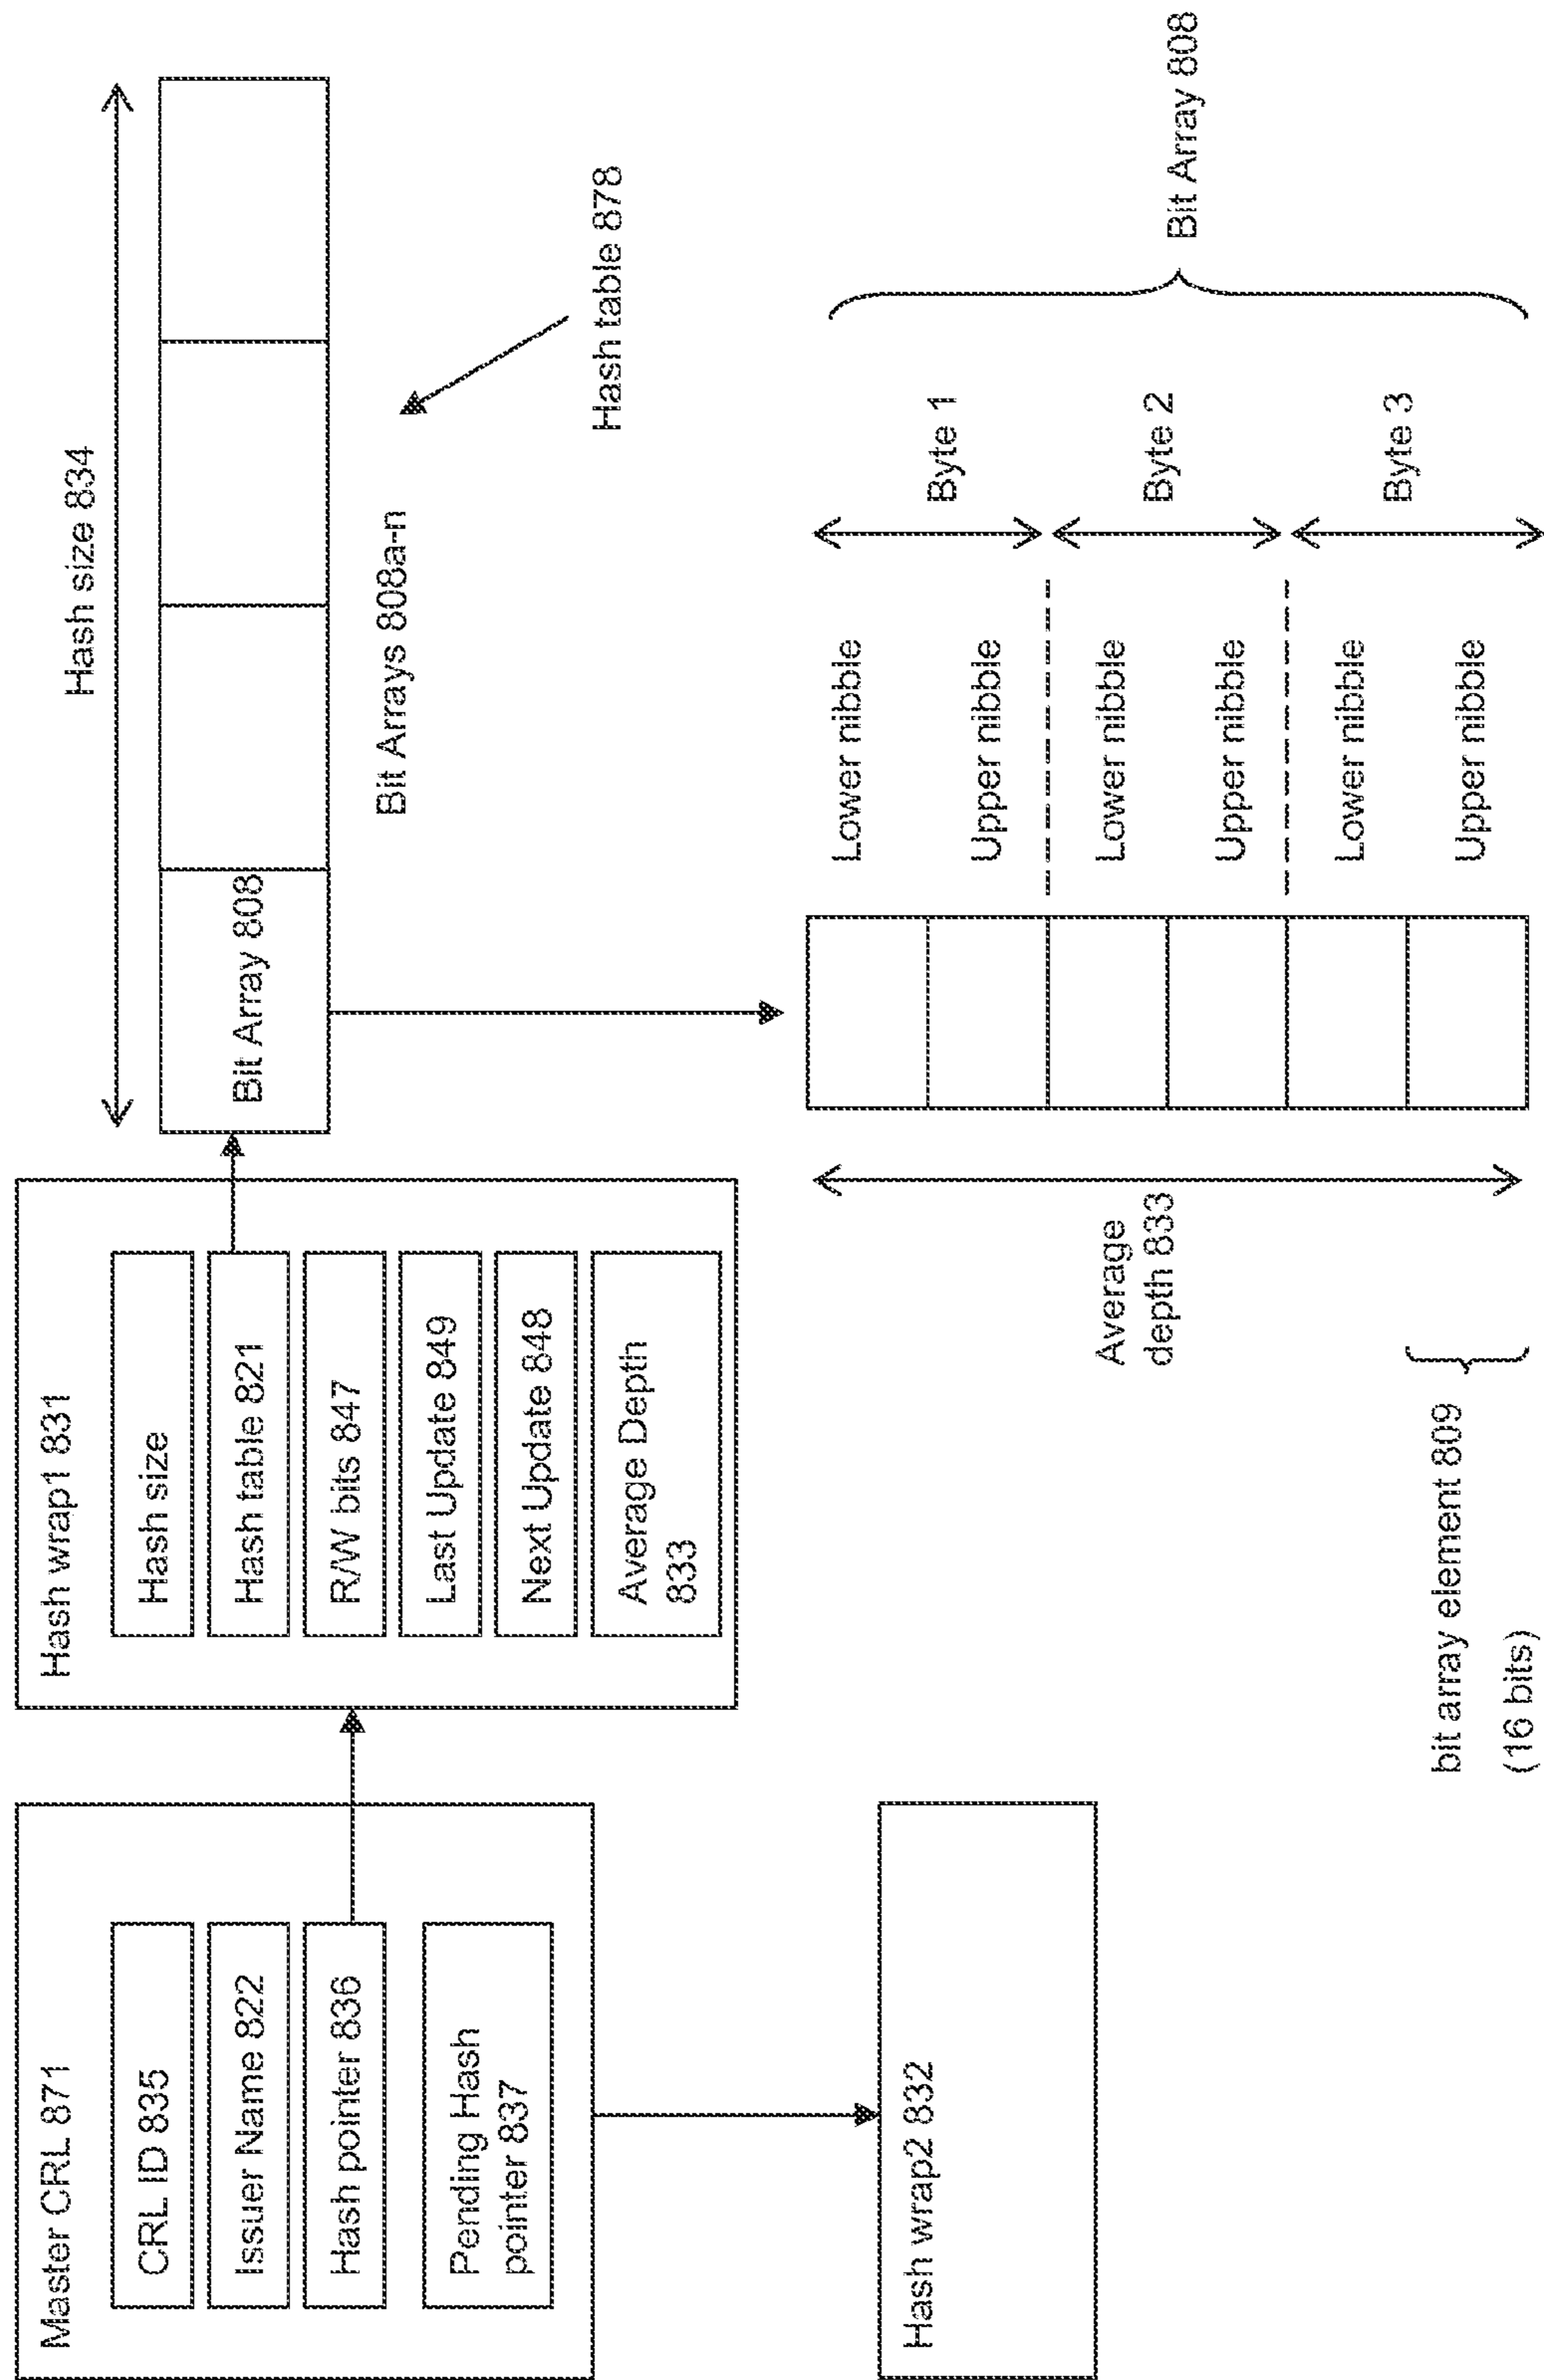 Master CRL 871
CRL ID 835
Issuer Name 822
Hash pointer 836
Pending Hash
pointer 837
Hash wrap2 832
Hash wrap1 831
Hash size
Hash table 821
R/W bits 847
Last Update 849
Next Update 848
Average Depth
833
Hash size 834
Bit Array 808
Bit Arrays 808a-n
Hash table 878
Average
depth 833
bit array element 809
(16 bits)
Lower nibble
Upper nibble
Lower nibble
Upper nibble
Lower nibble
Upper nibble
Byte 1
Byte 2
Byte 3
Bit Array 808